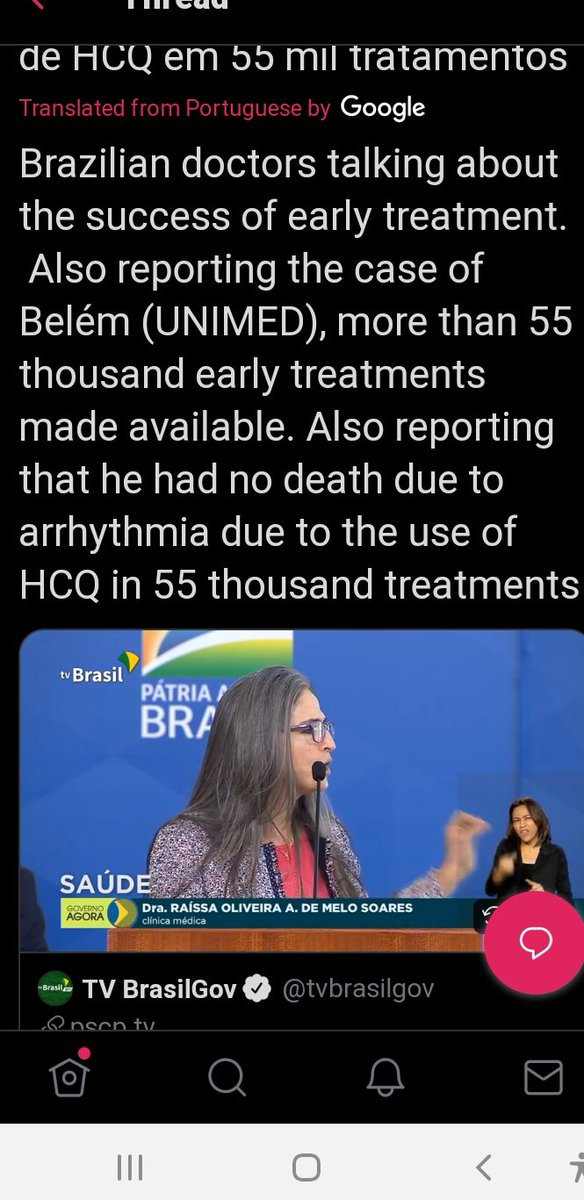 Thread
de HCQ em 55 mil tratamentos
Translated from Portuguese by Google
Brazilian doctors talking about
the success of early treatment.
Also reporting the case of
Belém (UNIMED), more than 55
thousand early treatments
made available. Also reporting
that he had no death due to
arrhythmia due to the use of
HCQ in 55 thousand treatments
tvBrasil
PÁTRIA A
BRA
SAÚDE
GOVERNO
AGORA
Dra. RAÍSSA OLIVEIRA A. DE MELO SOARES
clínica médica
TV BrasilGov @tvbrasilgov
pscp.tv